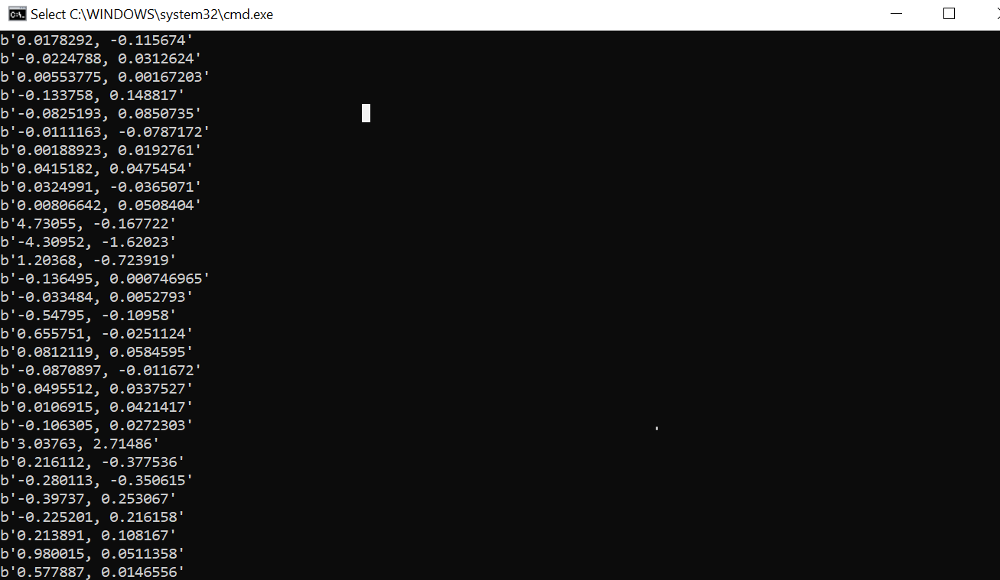 Select C:\WINDOWS\system32\cmd.exe
b'0.0178292, -0.115674'
b'-0.0224788, 0.0312624'
b'0.00553775, 0.00167203'
b'-0.133758, 0.148817'
b'-0.0825193, 0.0850735'
b'-0.0111163, -0.0787172'
b'0.00188923, 0.0192761'
b'0.0415182, 0.0475454'
b'0.0324991, -0.0365071'
b'0.00806642, 0.0508404'
b'4.73055, -0.167722'
b'-4.30952, -1.62023'
b'1.20368, -0.723919'
b'-0.136495, 0.000746965'
b'-0.033484, 0.0052793'
b'-0.54795, -0.10958'
b'0.655751, -0.0251124'
b'0.0812119, 0.0584595'
b'-0.0870897, -0.011672'
b'0.0495512, 0.0337527'
b'0.0106915, 0.0421417'
b'-0.106305, 0.0272303'
b'3.03763, 2.71486'
b'0.216112, -0.377536'
b'-0.280113, -0.350615'
b'-0.39737, 0.253067'
b'-0.225201, 0.216158'
b'0.213891, 0.108167'
b'0.980015, 0.0511358'
b'0.577887, 0.0146556'